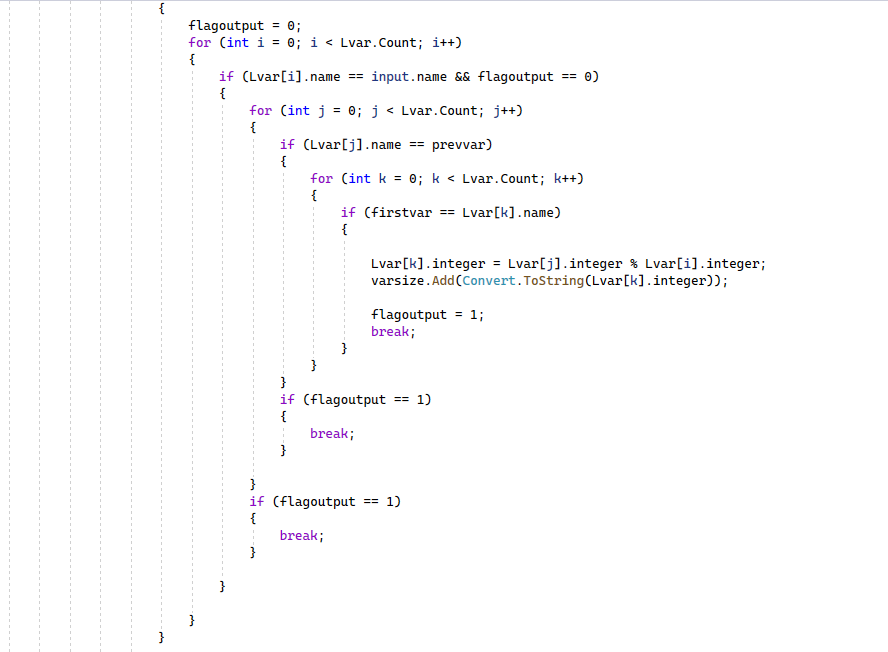 {
flagoutput = 0;
for (int i = 0; i < Lvar.Count; i++)
{
if (Lvar[i].name == input.name && flagoutput == 0)
{
for (int j = 0; j < Lvar.Count; j++)
{
if (Lvar[j].name == prevvar)
{
for (int k = 0; k < Lvar.Count; k++)
{
if (firstvar == Lvar[k].name)
{
Lvar[k].integer = Lvar[j].integer % Lvar[i].integer;
varsize.Add(Convert.ToString(Lvar[k].integer));
flagoutput = 1;
break;
}
}
}
if (flagoutput == 1)
{
break;
}
}
if (flagoutput == 1)
{
break;
}
}
}
}